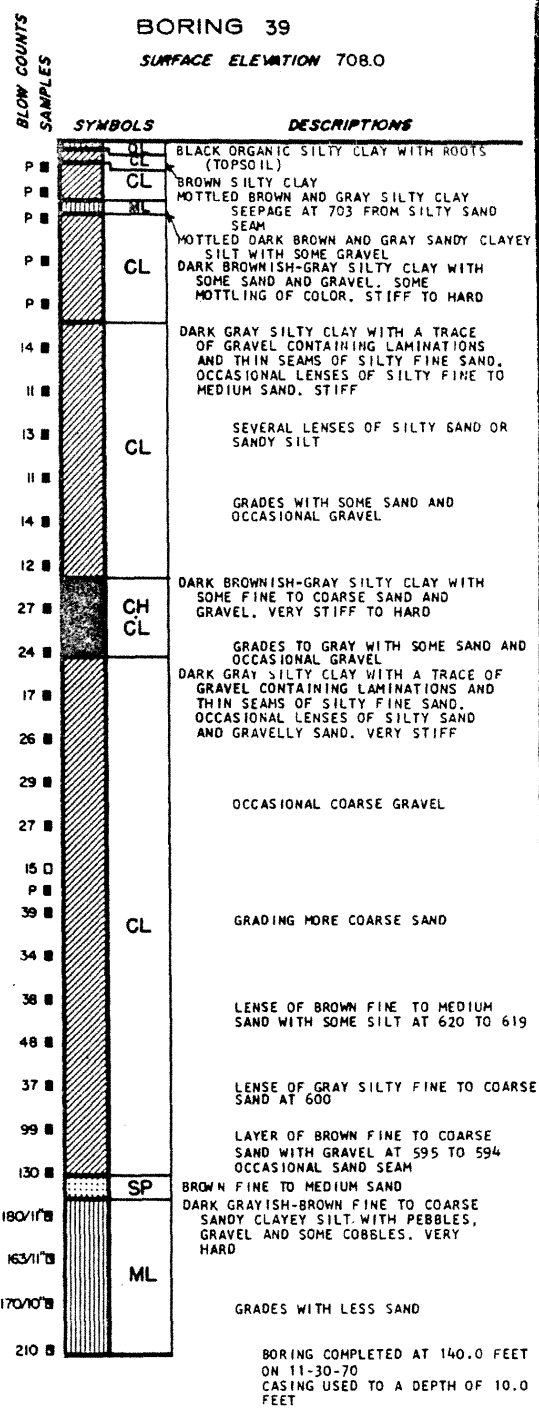 BORING 39
SURFACE ELEVATION 708.0
BLOW COUNTS
SAMPLES
SYMBOLS
DESCRIPTIONS
OL
BLACK ORGANIC SILTY CLAY WITH ROOTS
(TOPSOIL)
CL
P
CL
BROWN SILTY CLAY
P
MOTTLED BROWN AND GRAY SILTY CLAY
SEEPAGE AT 703 FROM SILTY SAND
SEAM
ML
P
MOTTLED DARK BROWN AND GRAY SANDY CLAYEY
SILT WITH SOME GRAVEL
P
CL
DARK BROWNISH-GRAY SILTY CLAY WITH
SOME SAND AND GRAVEL. SOME
MOTTLING OF COLOR. STIFF TO HARD
P
DARK GRAY SILTY CLAY WITH A TRACE
OF GRAVEL CONTAINING LAMINATIONS
AND THIN SEAMS OF SILTY FINE SAND.
OCCASIONAL LENSES OF SILTY FINE TO
MEDIUM SAND. STIFF
14
11
13
CL
SEVERAL LENSES OF SILTY SAND OR
SANDY SILT
11
14
GRADES WITH SOME SAND AND
OCCASIONAL GRAVEL
12
DARK BROWNISH-GRAY SILTY CLAY WITH
SOME FINE TO COARSE SAND AND
GRAVEL. VERY STIFF TO HARD
27
CH
CL
24
GRADES TO GRAY WITH SOME SAND AND
OCCASIONAL GRAVEL
DARK GRAY SILTY CLAY WITH A TRACE OF
GRAVEL CONTAINING LAMINATIONS AND
THIN SEAMS OF SILTY FINE SAND.
OCCASIONAL LENSES OF SILTY SAND
AND GRAVELLY SAND. VERY STIFF
17
26
29
OCCASIONAL COARSE GRAVEL
27
15
P
39
CL
GRADING MORE COARSE SAND
34
38
LENSE OF BROWN FINE TO MEDIUM
SAND WITH SOME SILT AT 620 TO 619
48
37
LENSE OF GRAY SILTY FINE TO COARSE
SAND AT 600
99
LAYER OF BROWN FINE TO COARSE
SAND WITH GRAVEL AT 595 TO 594
OCCASIONAL SAND SEAM
130
SP
BROWN FINE TO MEDIUM SAND
DARK GRAYISH-BROWN FINE TO COARSE
SANDY CLAYEY SILT WITH PEBBLES,
GRAVEL AND SOME COBBLES. VERY
HARD
180/11"
163/11"
ML
170/10"
GRADES WITH LESS SAND
210
BORING COMPLETED AT 140.0 FEET
ON 11-30-70
CASING USED TO A DEPTH OF 10.0
FEET